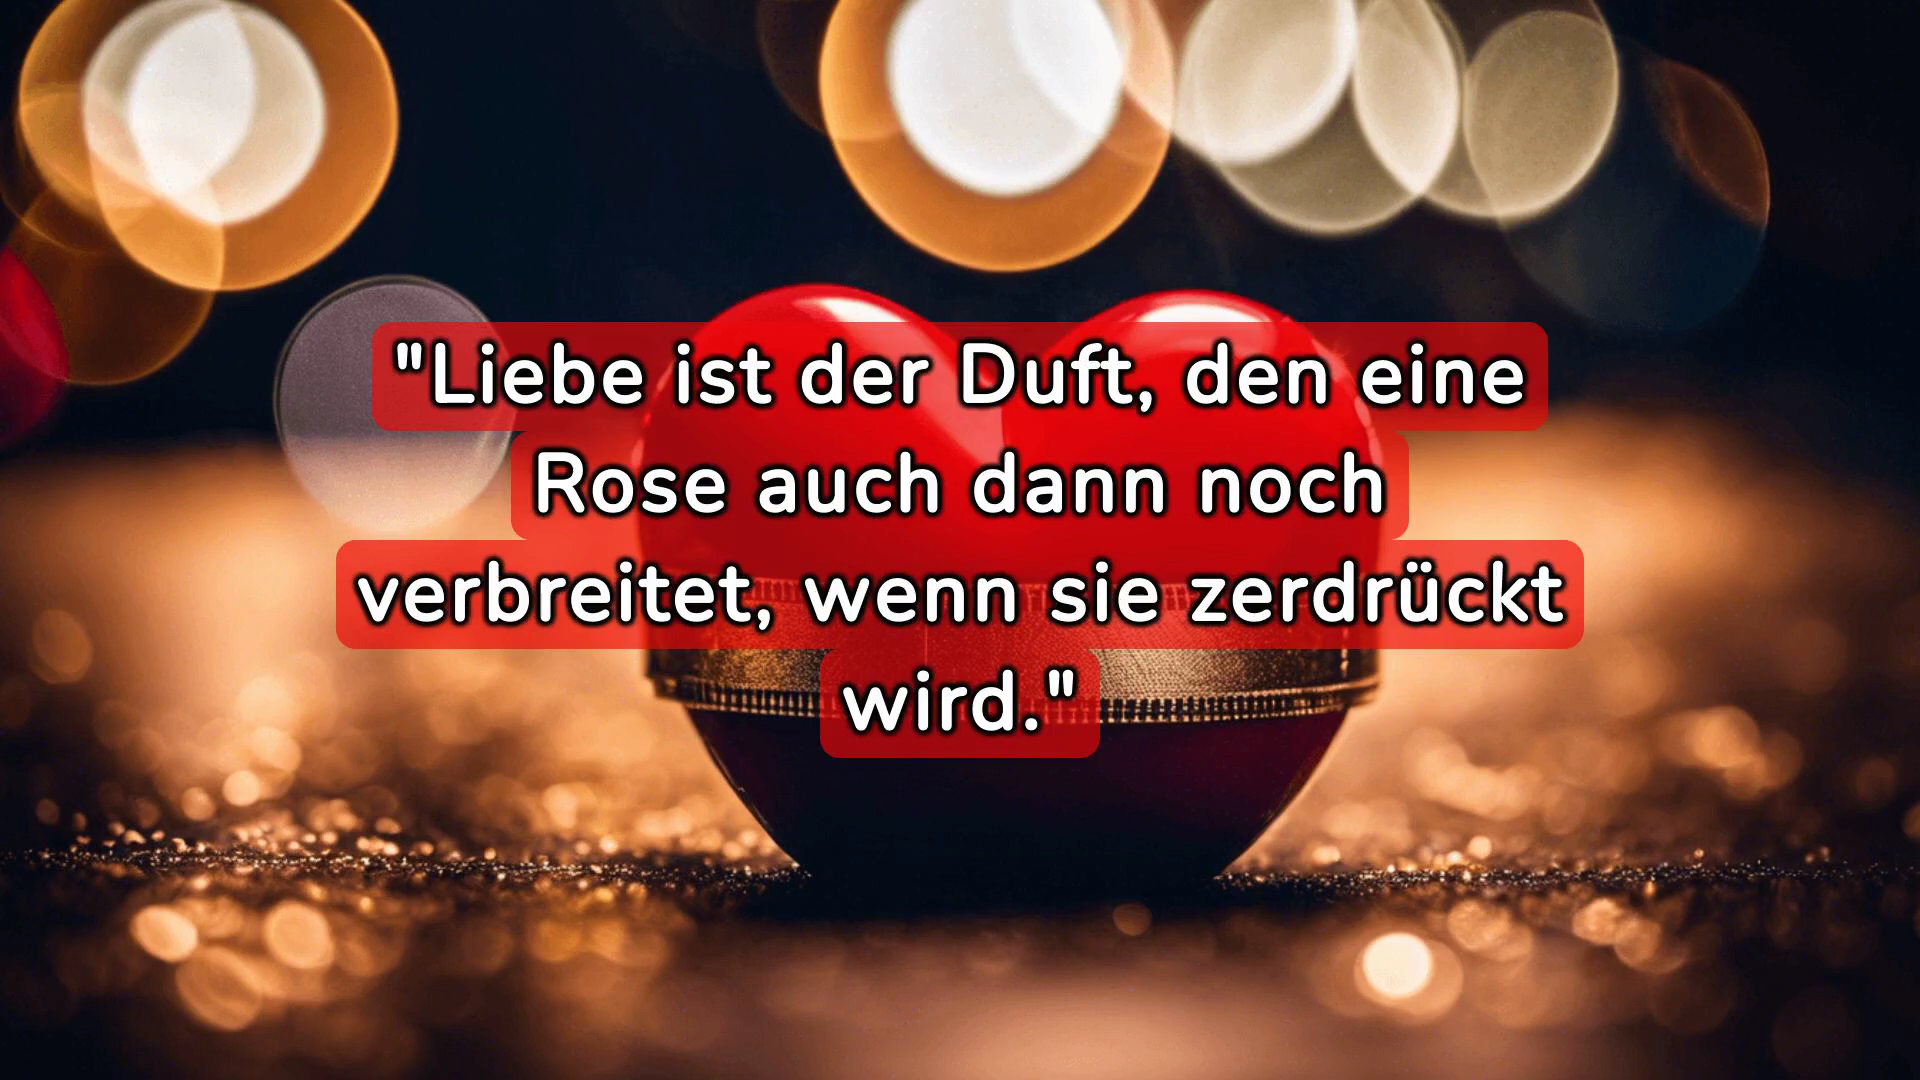 "Liebe ist der Duft, den eine
Rose auch dann noch
verbreitet, wenn sie zerdrückt
wird."